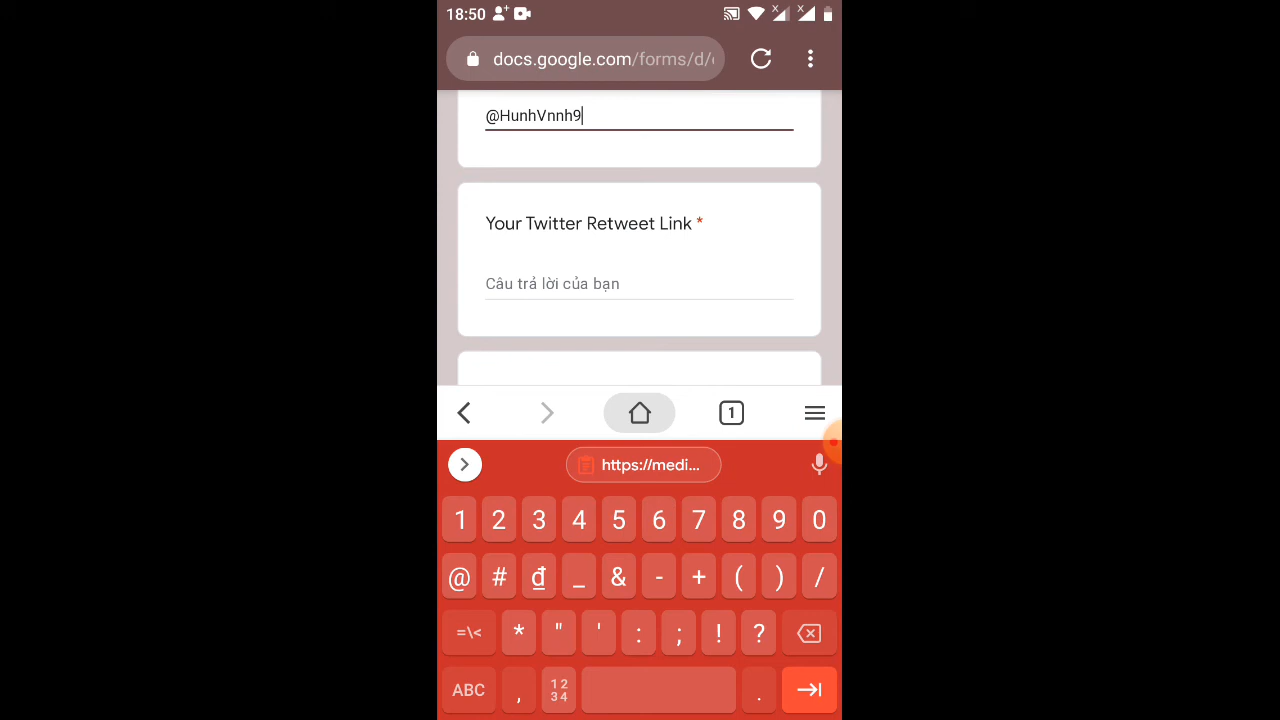 18:50
docs.google.com/forms/d/
@HunhVnnh9
Your Twitter Retweet Link *
Câu trả lời của bạn
1
https://medi...
1 2 3 4 5 6 7 8 9 0
@ # ₫ _ & - + ( ) /
=\< * " ' : ; ! ?
ABC , 12 34 .